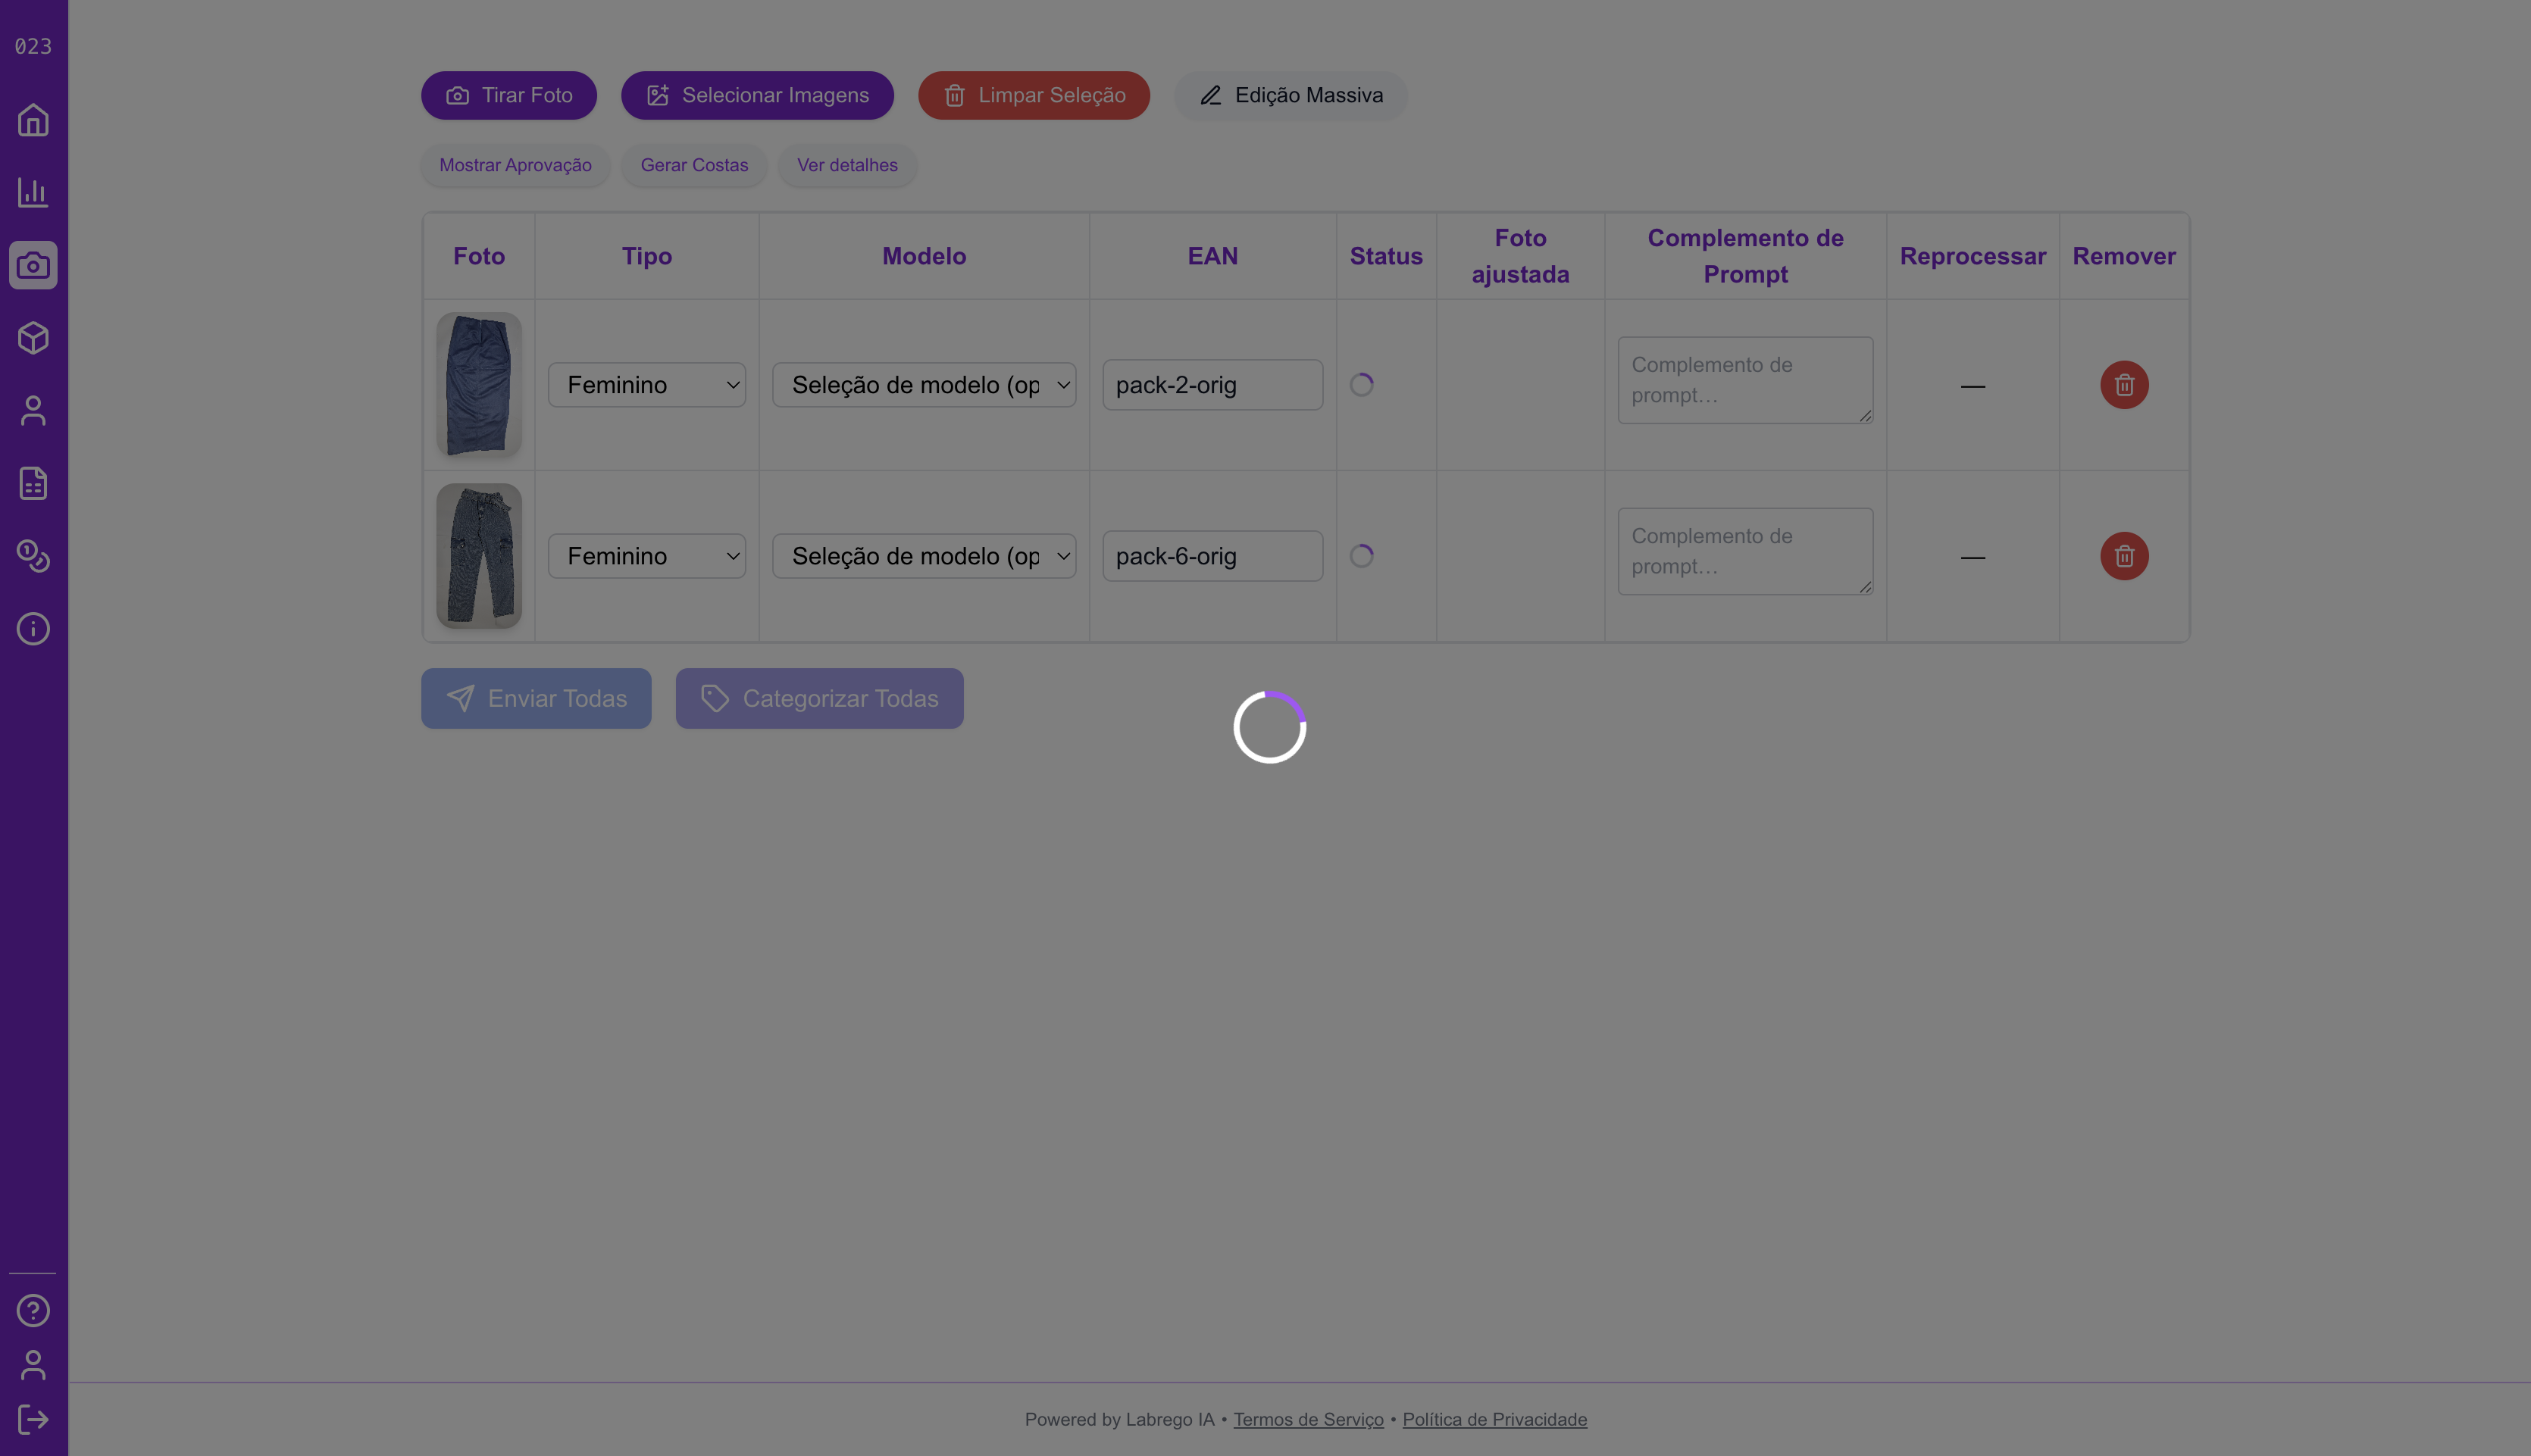 023
Tirar Foto
Selecionar Imagens
Limpar Seleção
Edição Massiva
Mostrar Aprovação
Gerar Costas
Ver detalhes
Foto
Tipo
Modelo
EAN
Status
Foto
ajustada
Complemento de
Prompt
Reprocessar
Remover
Feminino
Seleção de modelo (op
pack-2-orig
Complemento de
prompt…
—
Feminino
Seleção de modelo (op
pack-6-orig
Complemento de
prompt…
—
Enviar Todas
Categorizar Todas
Powered by Labrego IA • Termos de Serviço • Política de Privacidade